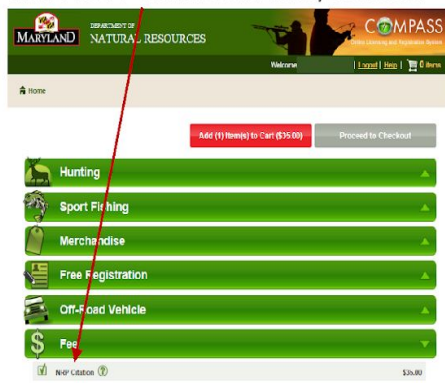 DEPARTMENT OF
MARYLAND NATURAL RESOURCES
COMPASS
Online Licensing and Registration System
Welcome | Logout | Help | 0 Items
Home
Add (1) Item(s) to Cart ($35.00) Proceed to Checkout
Hunting
Sport Fishing
Merchandise
Free Registration
Off-Road Vehicle
Fee
NRP Citation ? $35.00